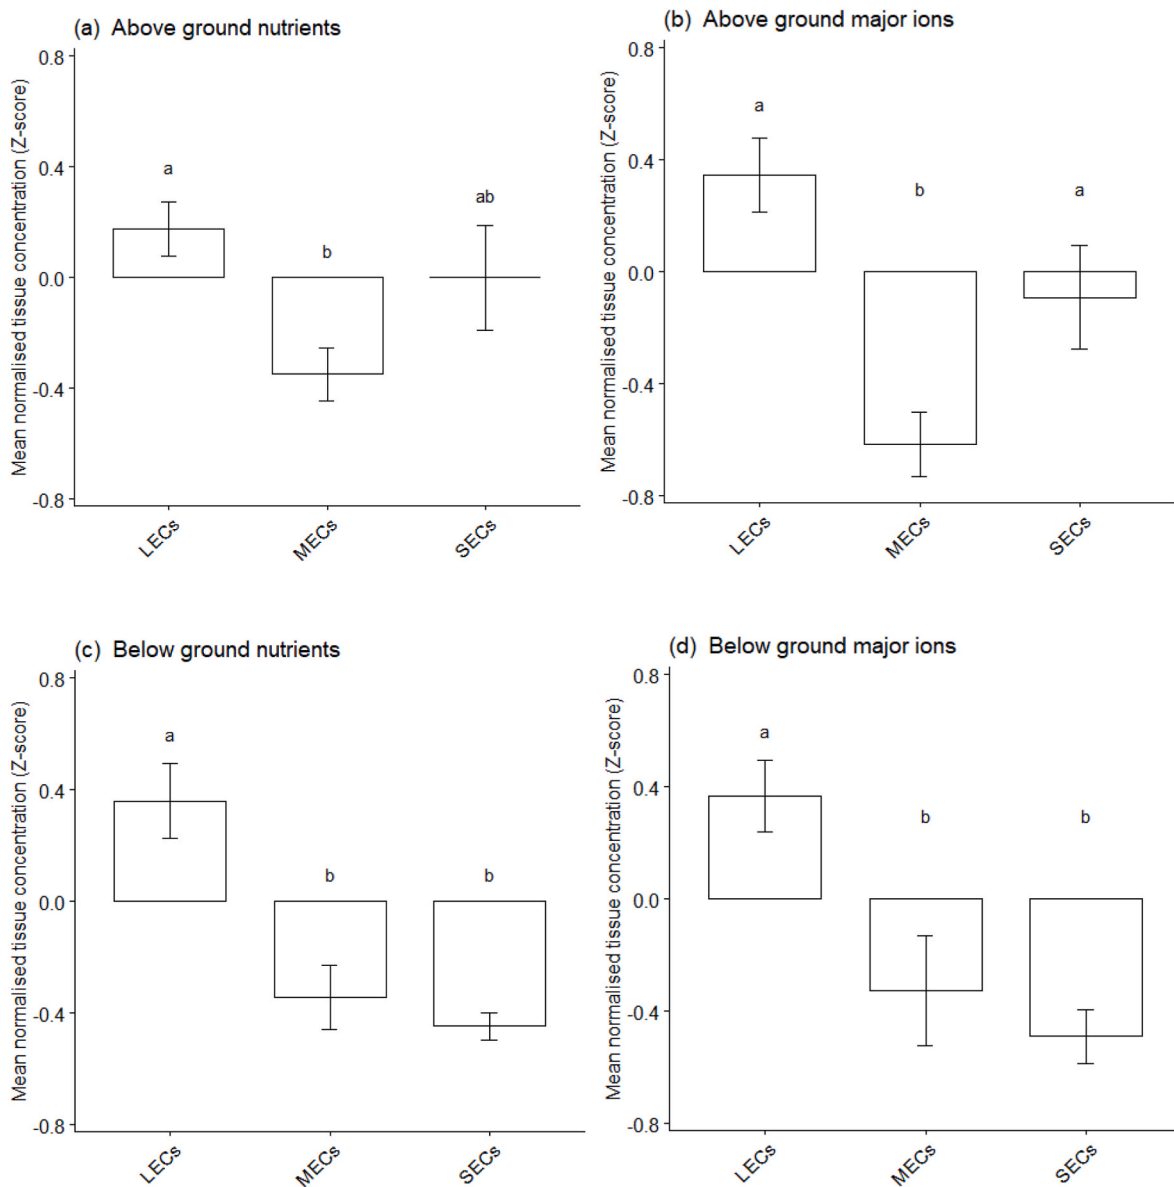 (a) Above ground nutrients
Mean normalised tissue concentration (Z-score)
0.8
0.4
0.0
-0.4
-0.8
a
b
ab
LECs
MECs
SECs
(b) Above ground major ions
Mean normalised tissue concentration (Z-score)
0.8
0.4
0.0
-0.4
-0.8
a
b
a
LECs
MECs
SECs
(c) Below ground nutrients
Mean normalised tissue concentration (Z-score)
0.8
0.4
0.0
-0.4
-0.8
a
b
b
LECs
MECs
SECs
(d) Below ground major ions
Mean normalised tissue concentration (Z-score)
0.8
0.4
0.0
-0.4
-0.8
a
b
b
LECs
MECs
SECs